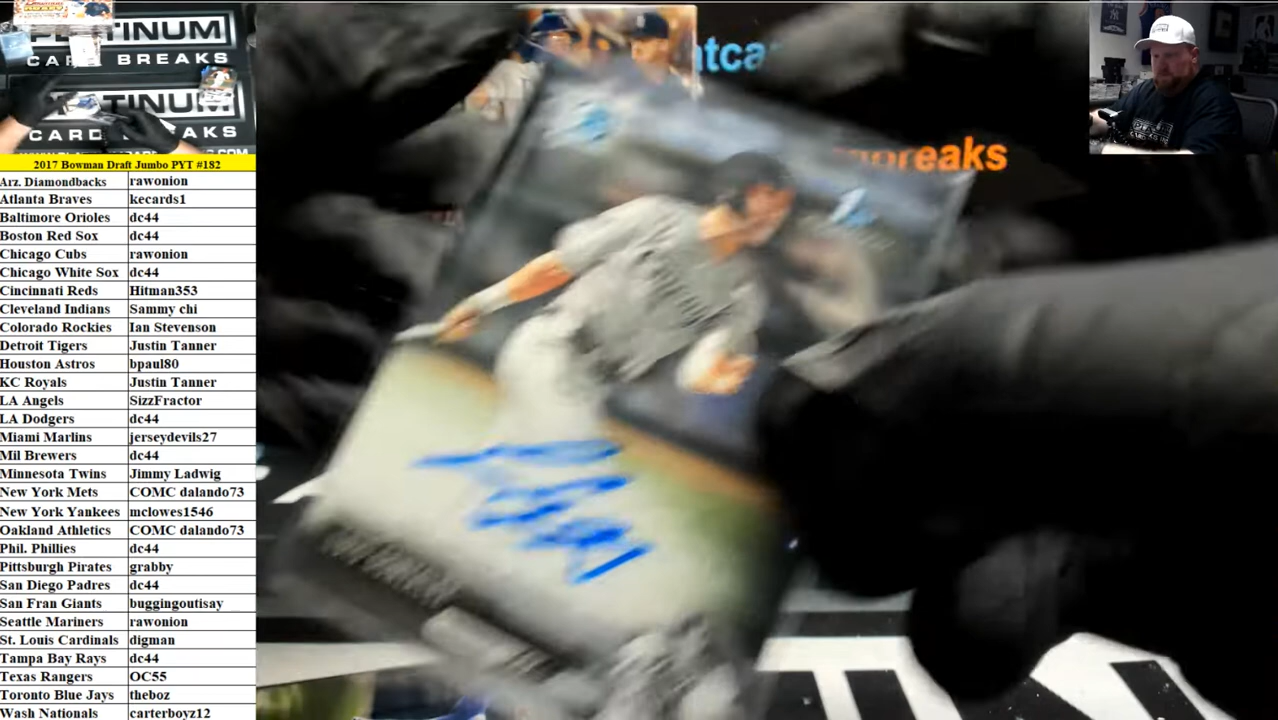 PLATINUM
CARD BREAKS
TINUM
CARD BREAKS
.COM
atca
breaks
2017 Bowman Draft Jumbo PYT #182
Arz. Diamondbacks rawonion
Atlanta Braves kecards1
Baltimore Orioles dc44
Boston Red Sox dc44
Chicago Cubs rawonion
Chicago White Sox dc44
Cincinnati Reds Hitman353
Cleveland Indians Sammy chi
Colorado Rockies Ian Stevenson
Detroit Tigers Justin Tanner
Houston Astros bpaul80
KC Royals Justin Tanner
LA Angels SizzFractor
LA Dodgers dc44
Miami Marlins jerseydevils27
Mil Brewers dc44
Minnesota Twins Jimmy Ladwig
New York Mets COMC dalando73
New York Yankees mclowes1546
Oakland Athletics COMC dalando73
Phil. Phillies dc44
Pittsburgh Pirates grabby
San Diego Padres dc44
San Fran Giants buggingoutisay
Seattle Mariners rawonion
St. Louis Cardinals digman
Tampa Bay Rays dc44
Texas Rangers OC55
Toronto Blue Jays theboz
Wash Nationals carterboyz12